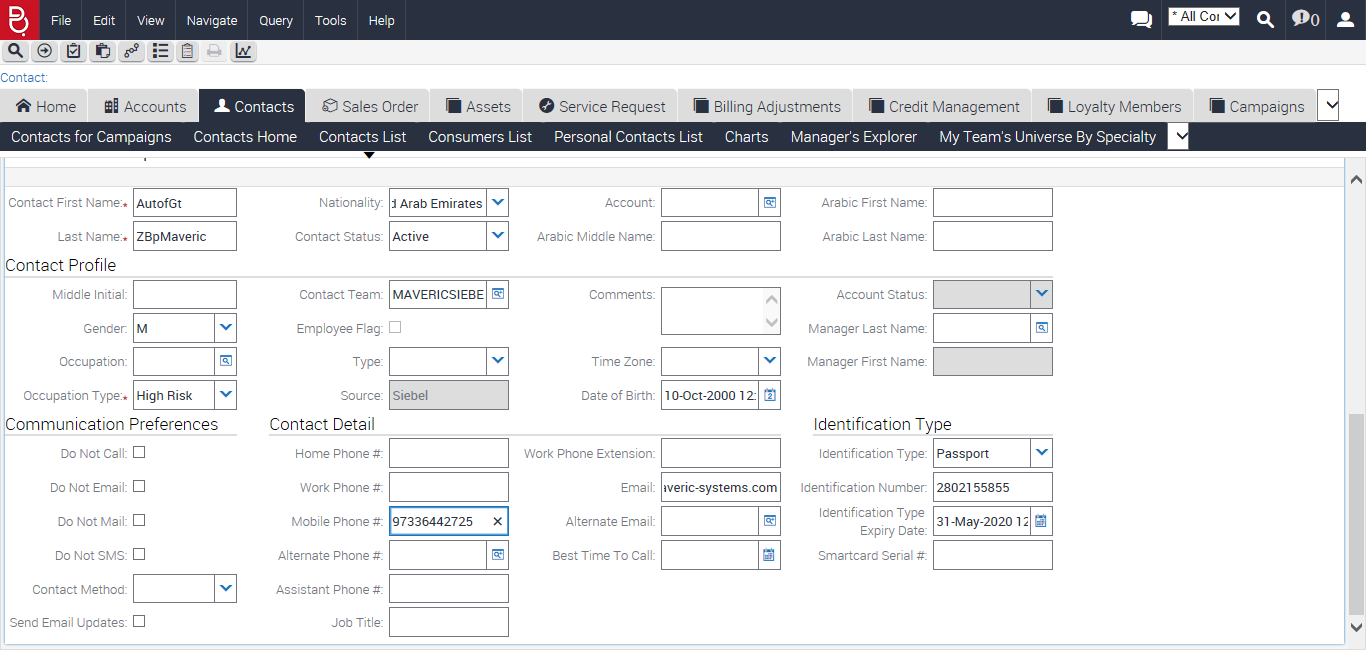 File Edit View Navigate Query Tools Help * All Cor 0
Contact:
Home Accounts Contacts Sales Order Assets Service Request Billing Adjustments Credit Management Loyalty Members Campaigns
Contacts for Campaigns Contacts Home Contacts List Consumers List Personal Contacts List Charts Manager's Explorer My Team's Universe By Specialty
Contact First Name:* AutofGt Nationality: d Arab Emirates Account: Arabic First Name:
Last Name:* ZBpMaveric Contact Status: Active Arabic Middle Name: Arabic Last Name:
Contact Profile
Middle Initial: Contact Team: MAVERICSIEBE Comments: Account Status:
Gender: M Employee Flag: Manager Last Name:
Occupation: Type: Time Zone: Manager First Name:
Occupation Type:* High Risk Source: Siebel Date of Birth: 10-Oct-2000 12:
Communication Preferences Contact Detail Identification Type
Do Not Call: Home Phone #: Work Phone Extension: Identification Type: Passport
Do Not Email: Work Phone #: Email: averic-systems.com Identification Number: 2802155855
Do Not Mail: Mobile Phone #: 97336442725 Alternate Email: Identification Type
Expiry Date: 31-May-2020 12
Do Not SMS: Alternate Phone #: Best Time To Call: Smartcard Serial #:
Contact Method: Assistant Phone #:
Send Email Updates: Job Title: